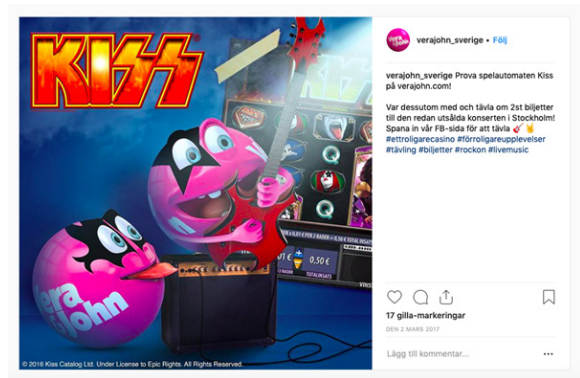 KISS
verajohn_sverige • Följ
verajohn_sverige Prova spelautomaten Kiss
på verajohn.com!
Var dessutom med och tävla om 2st biljetter
till den redan utsålda konserten i Stockholm!
Spana in vår FB-sida för att tävla 🎸 🤘
#ettroligarecasino #förroligareupplevelser
#tävling #biljetter #rockon #livemusic
Q
Q
0,50 €
TOTALINSATS
Vera
&John
17 gilla-markeringar
DEN 2 MARS 2017
Lägg till kommentar...
© 2016 Kiss Catalog Ltd. Under License to Epic Rights. All Rights Reserved.